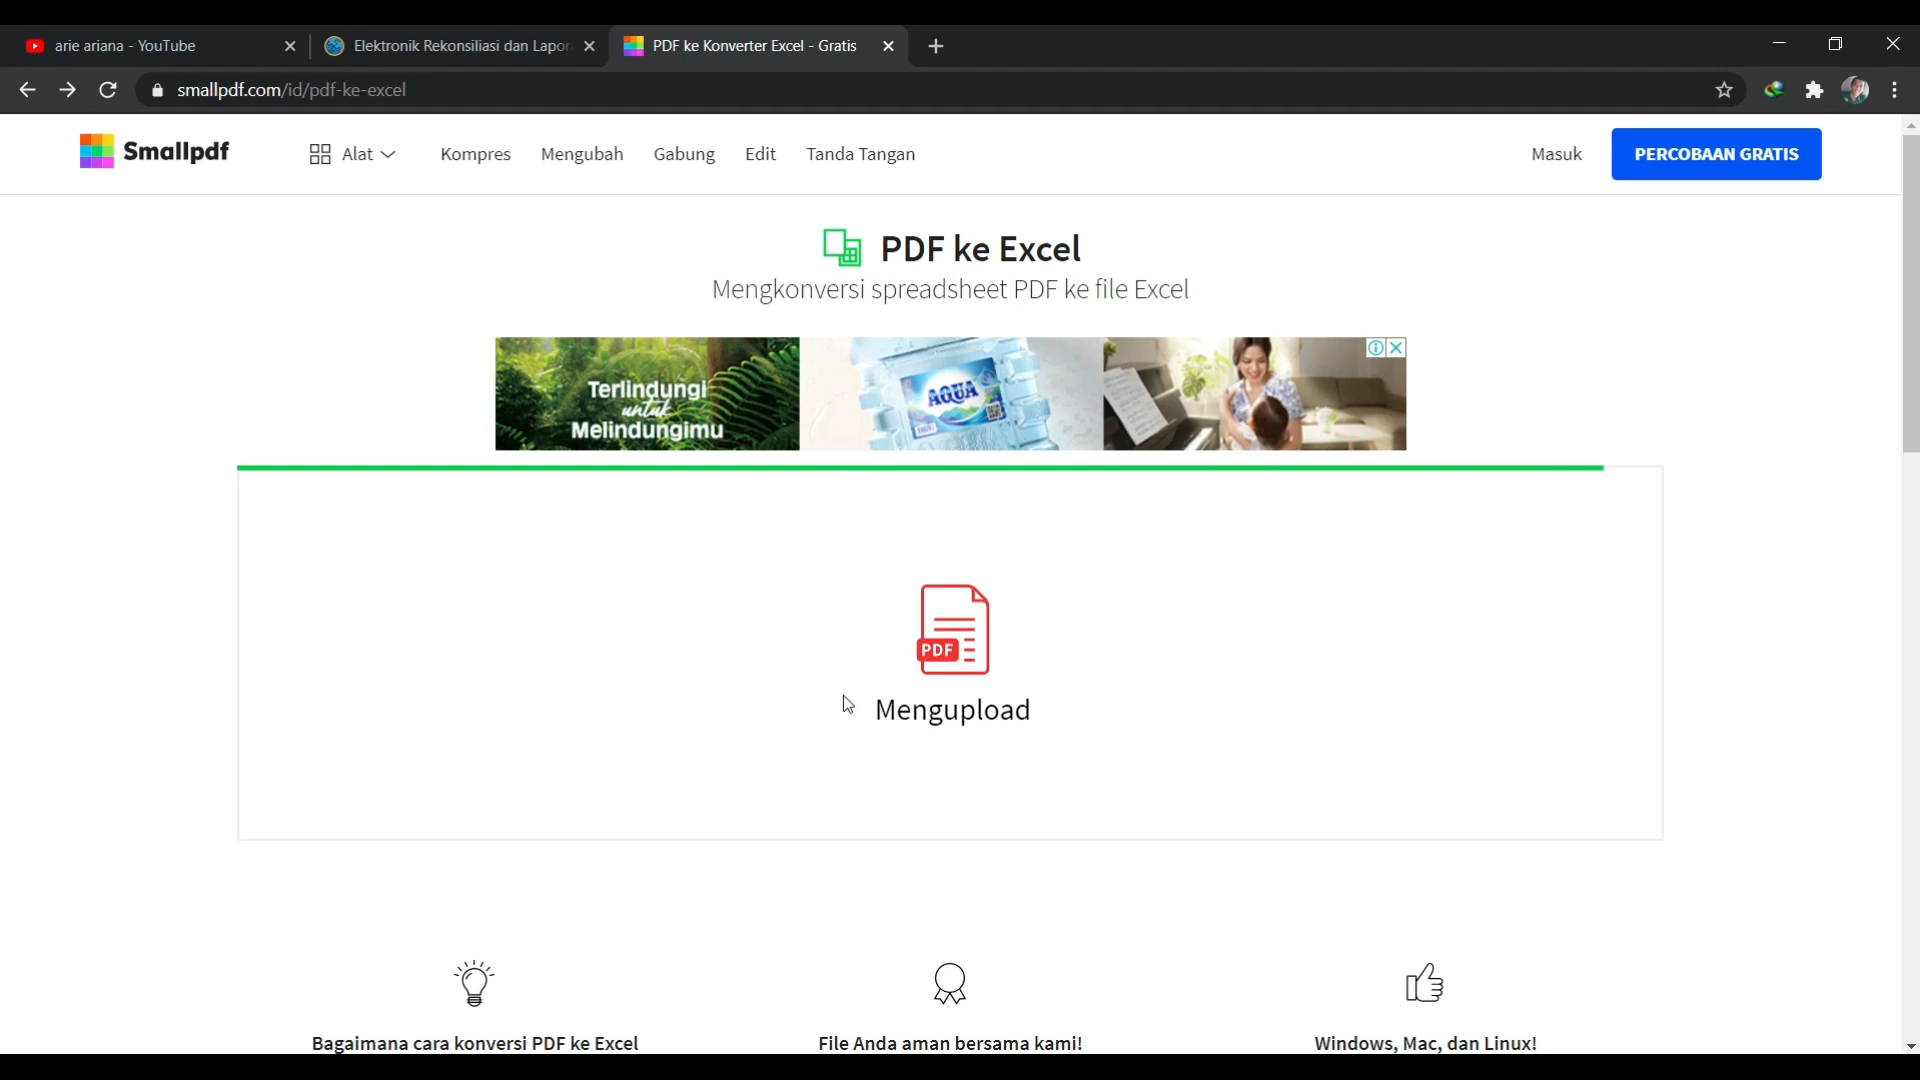 arie ariana - YouTube
Elektronik Rekonsiliasi dan Lapor
PDF ke Konverter Excel - Gratis
smallpdf.com/id/pdf-ke-excel
Smallpdf
Alat
Kompres
Mengubah
Gabung
Edit
Tanda Tangan
Masuk
PERCOBAAN GRATIS
PDF ke Excel
Mengkonversi spreadsheet PDF ke file Excel
Terlindungi
untuk
Melindungimu
AQUA
PDF
Mengupload
Bagaimana cara konversi PDF ke Excel
File Anda aman bersama kami!
Windows, Mac, dan Linux!